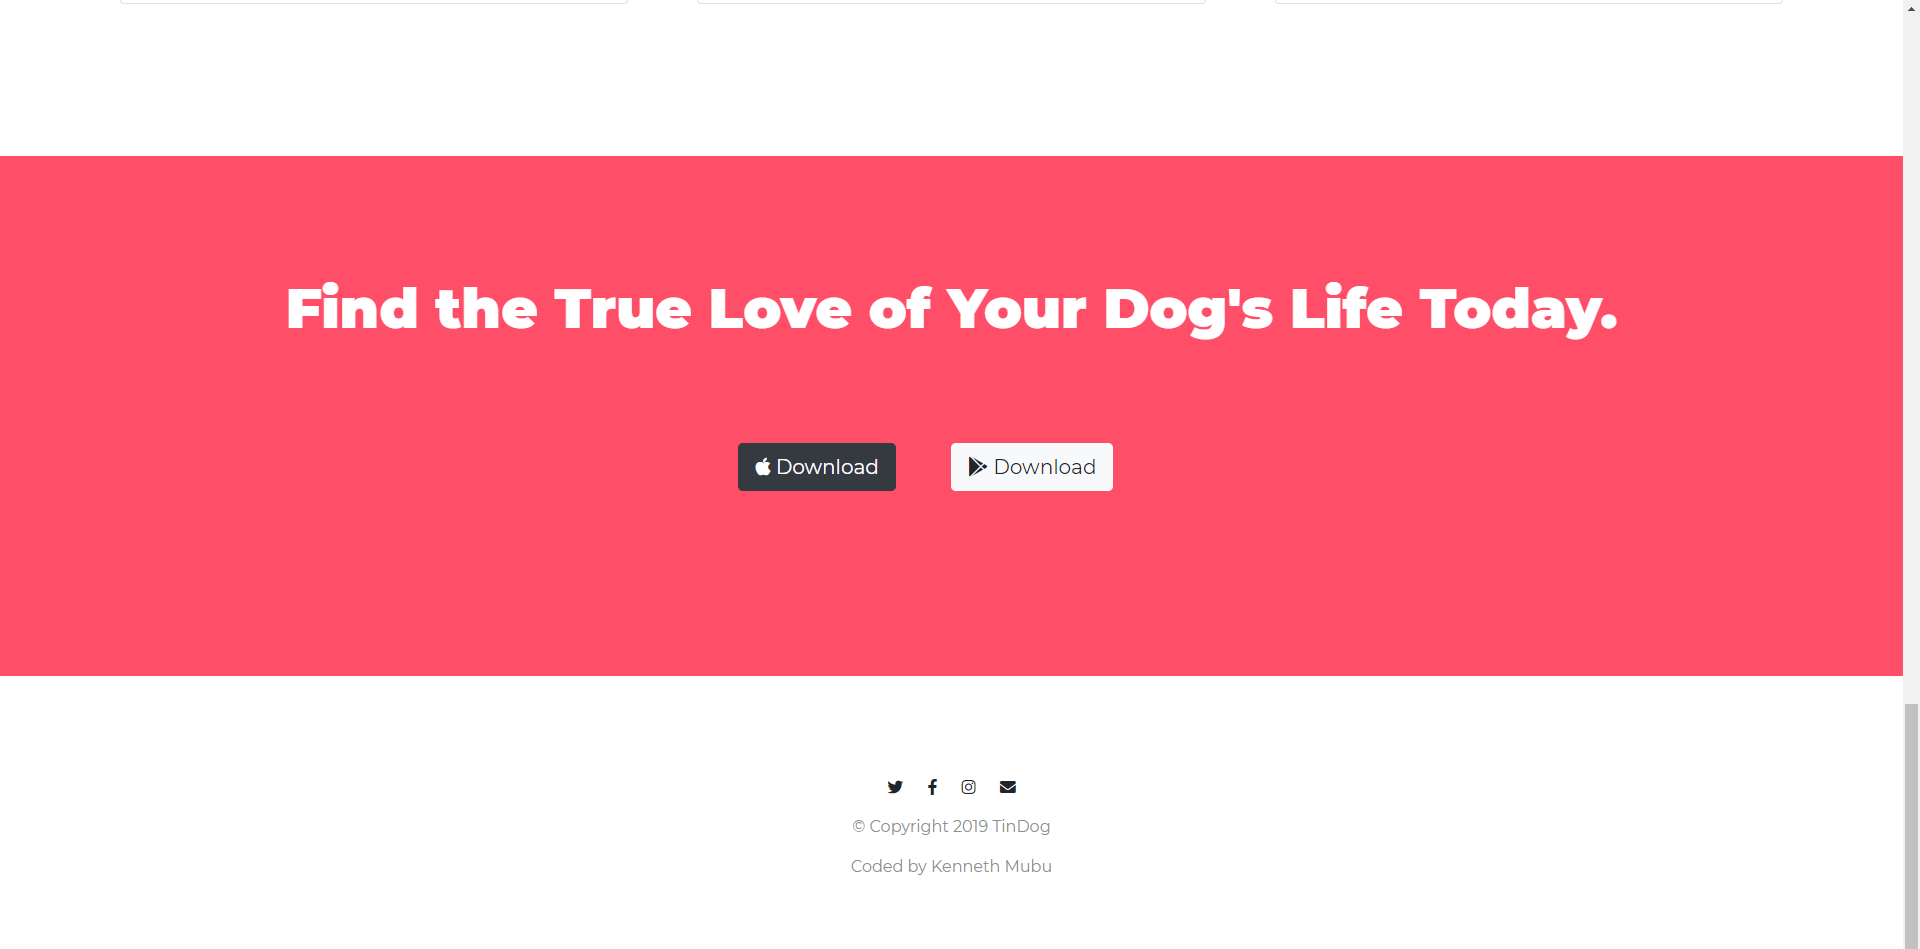 Find the True Love of Your Dog's Life Today.
Download
Download
© Copyright 2019 TinDog
Coded by Kenneth Mubu